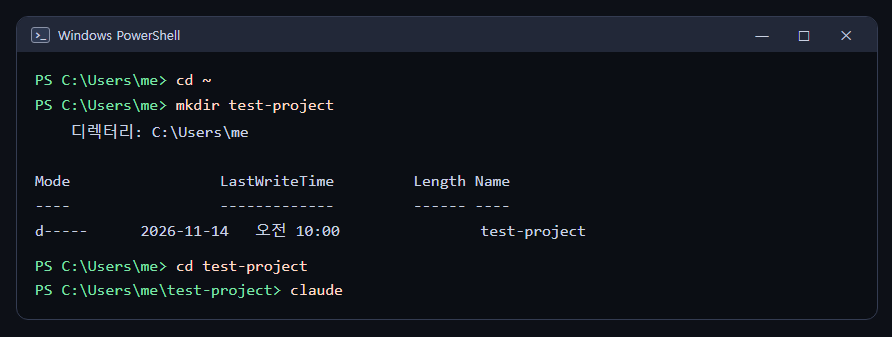 Windows PowerShell
PS C:\Users\me> cd ~
PS C:\Users\me> mkdir test-project
디렉터리: C:\Users\me
Mode LastWriteTime Length Name
---- ------------- ------ ----
d----- 2026-11-14 오전 10:00 test-project
PS C:\Users\me> cd test-project
PS C:\Users\me\test-project> claude